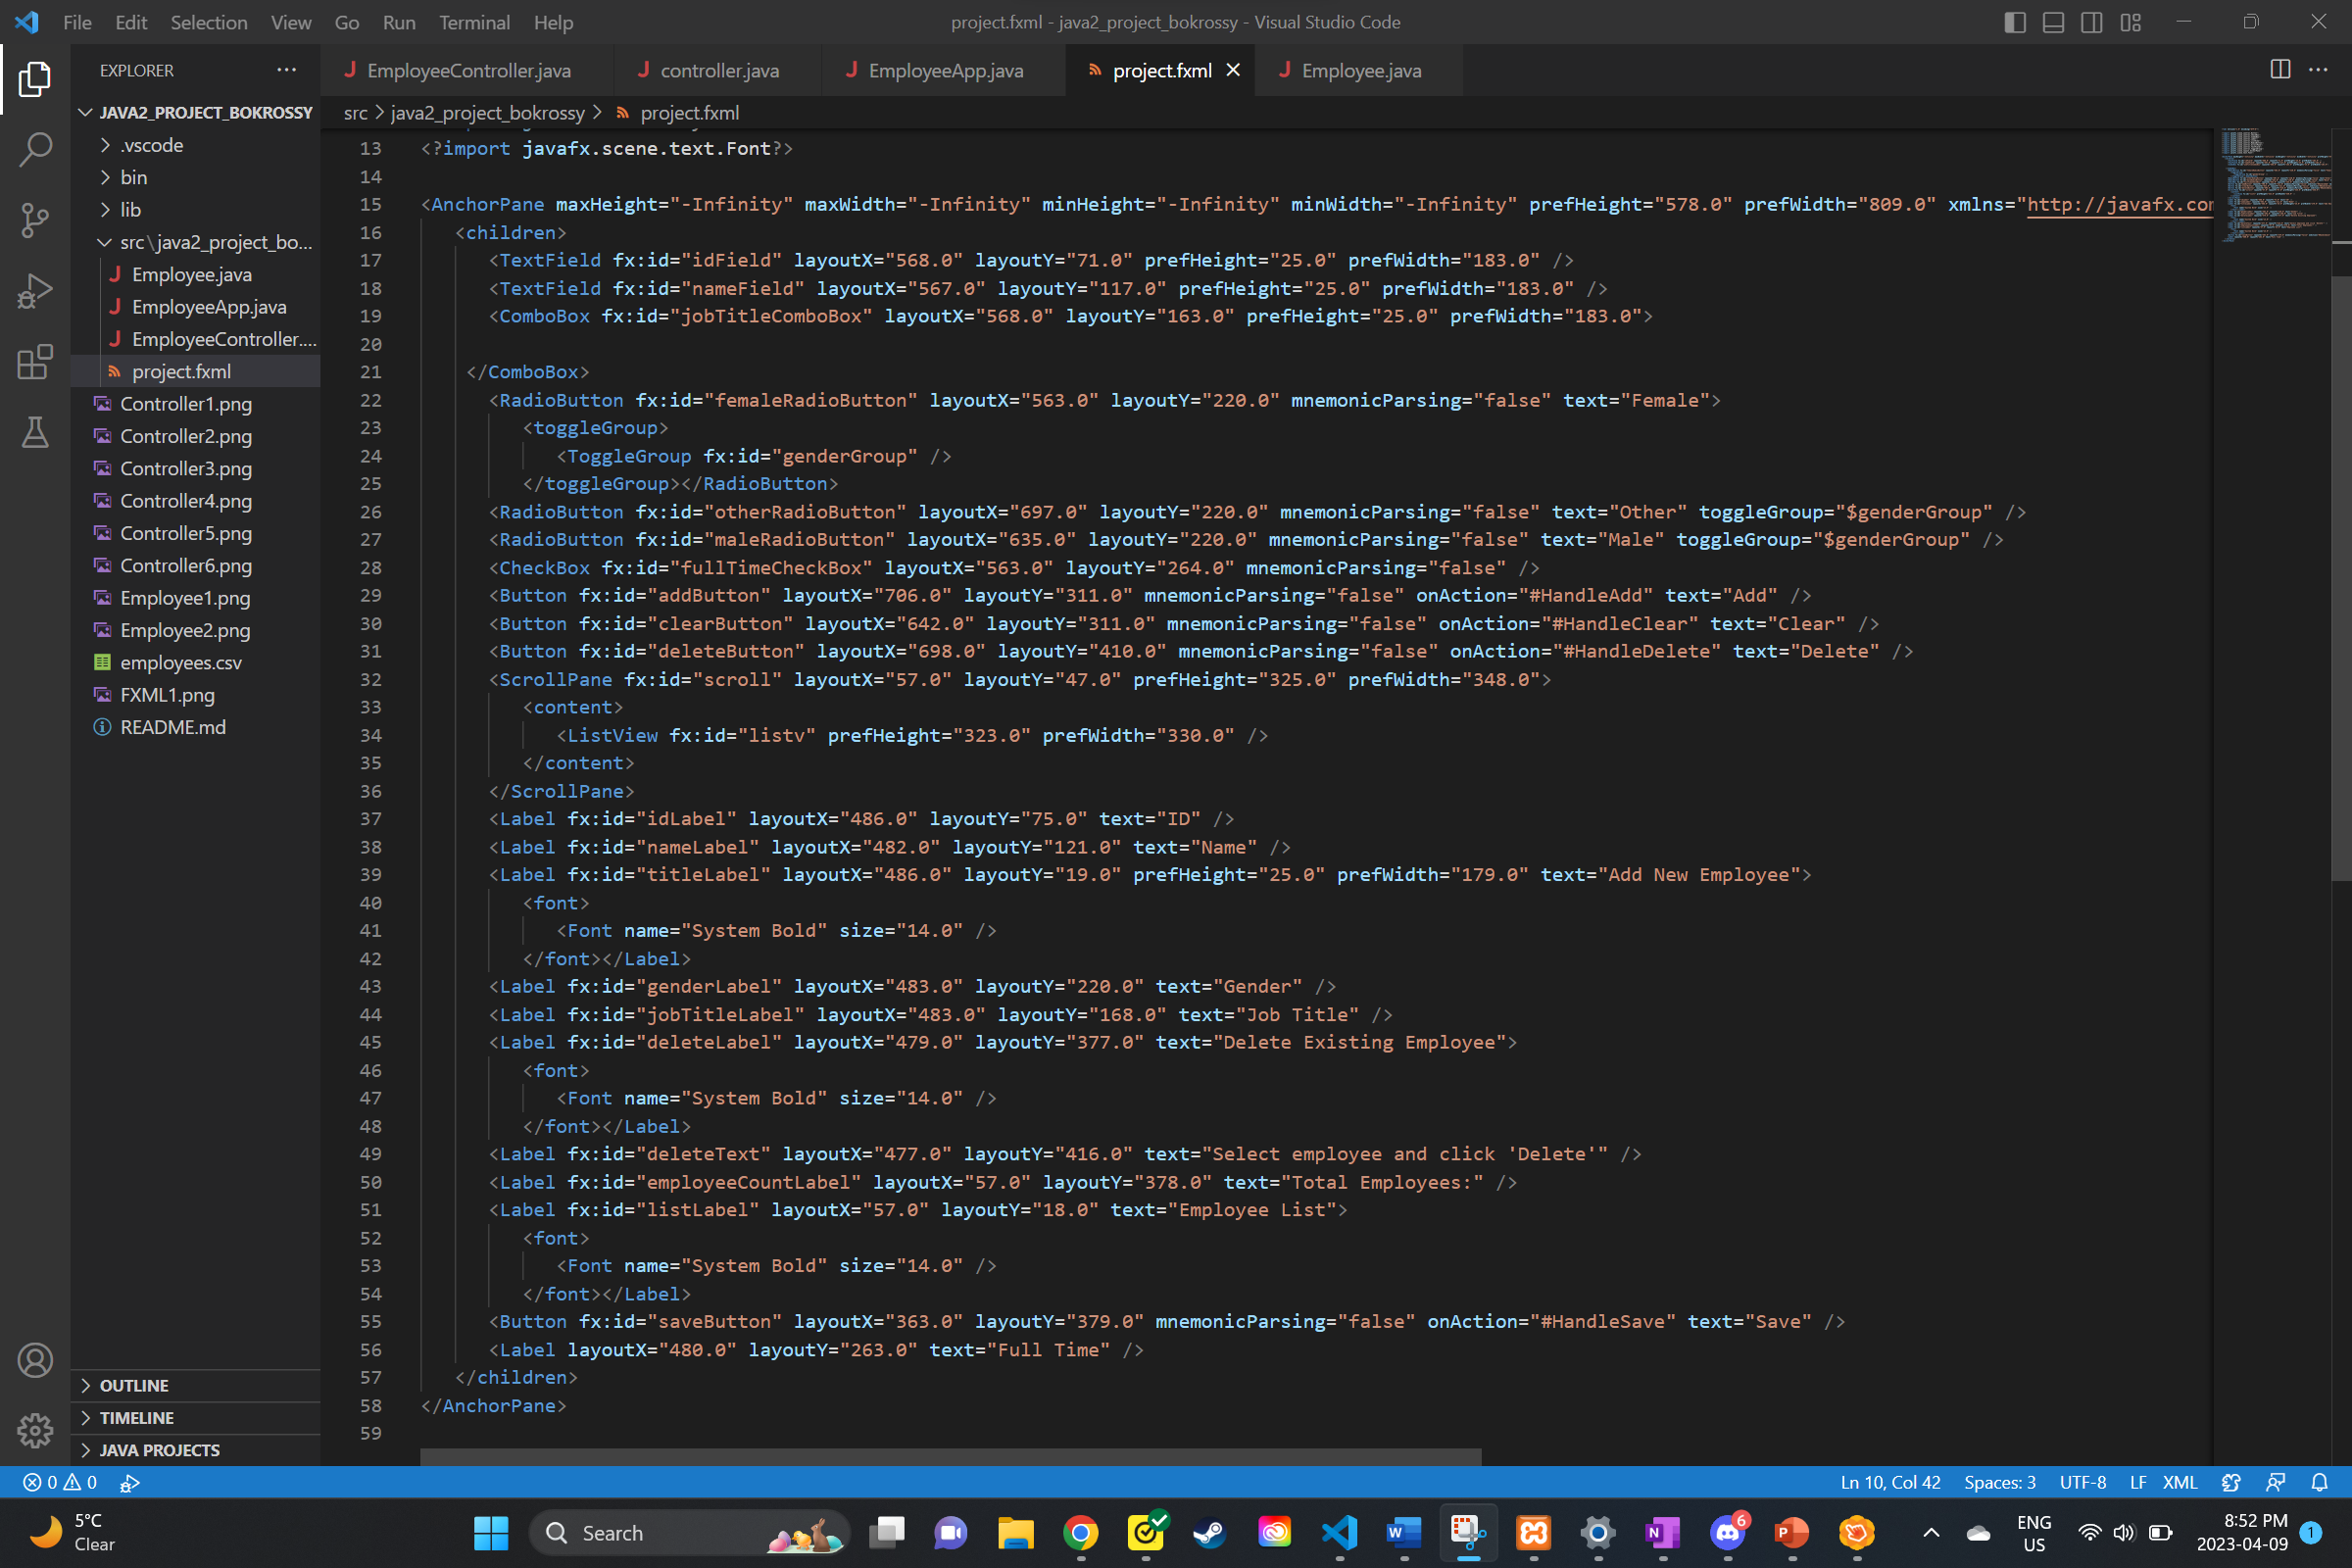 File Edit Selection View Go Run Terminal Help
project.fxml - java2_project_bokrossy - Visual Studio Code
EXPLORER
JAVA2_PROJECT_BOKROSSY
.vscode
bin
lib
src\java2_project_bo...
Employee.java
EmployeeApp.java
EmployeeController....
project.fxml
Controller1.png
Controller2.png
Controller3.png
Controller4.png
Controller5.png
Controller6.png
Employee1.png
Employee2.png
employees.csv
FXML1.png
README.md
OUTLINE
TIMELINE
JAVA PROJECTS
EmployeeController.java controller.java EmployeeApp.java project.fxml Employee.java
src > java2_project_bokrossy > project.fxml
13 <?import javafx.scene.text.Font?>
14
15 <AnchorPane maxHeight="-Infinity" maxWidth="-Infinity" minHeight="-Infinity" minWidth="-Infinity" prefHeight="578.0" prefWidth="809.0" xmlns="http://javafx.com
16 <children>
17 <TextField fx:id="idField" layoutX="568.0" layoutY="71.0" prefHeight="25.0" prefWidth="183.0" />
18 <TextField fx:id="nameField" layoutX="567.0" layoutY="117.0" prefHeight="25.0" prefWidth="183.0" />
19 <ComboBox fx:id="jobTitleComboBox" layoutX="568.0" layoutY="163.0" prefHeight="25.0" prefWidth="183.0">
20
21 </ComboBox>
22 <RadioButton fx:id="femaleRadioButton" layoutX="563.0" layoutY="220.0" mnemonicParsing="false" text="Female">
23 <toggleGroup>
24 <ToggleGroup fx:id="genderGroup" />
25 </toggleGroup></RadioButton>
26 <RadioButton fx:id="otherRadioButton" layoutX="697.0" layoutY="220.0" mnemonicParsing="false" text="Other" toggleGroup="$genderGroup" />
27 <RadioButton fx:id="maleRadioButton" layoutX="635.0" layoutY="220.0" mnemonicParsing="false" text="Male" toggleGroup="$genderGroup" />
28 <CheckBox fx:id="fullTimeCheckBox" layoutX="563.0" layoutY="264.0" mnemonicParsing="false" />
29 <Button fx:id="addButton" layoutX="706.0" layoutY="311.0" mnemonicParsing="false" onAction="#HandleAdd" text="Add" />
30 <Button fx:id="clearButton" layoutX="642.0" layoutY="311.0" mnemonicParsing="false" onAction="#HandleClear" text="Clear" />
31 <Button fx:id="deleteButton" layoutX="698.0" layoutY="410.0" mnemonicParsing="false" onAction="#HandleDelete" text="Delete" />
32 <ScrollPane fx:id="scroll" layoutX="57.0" layoutY="47.0" prefHeight="325.0" prefWidth="348.0">
33 <content>
34 <ListView fx:id="listv" prefHeight="323.0" prefWidth="330.0" />
35 </content>
36 </ScrollPane>
37 <Label fx:id="idLabel" layoutX="486.0" layoutY="75.0" text="ID" />
38 <Label fx:id="nameLabel" layoutX="482.0" layoutY="121.0" text="Name" />
39 <Label fx:id="titleLabel" layoutX="486.0" layoutY="19.0" prefHeight="25.0" prefWidth="179.0" text="Add New Employee">
40 <font>
41 <Font name="System Bold" size="14.0" />
42 </font></Label>
43 <Label fx:id="genderLabel" layoutX="483.0" layoutY="220.0" text="Gender" />
44 <Label fx:id="jobTitleLabel" layoutX="483.0" layoutY="168.0" text="Job Title" />
45 <Label fx:id="deleteLabel" layoutX="479.0" layoutY="377.0" text="Delete Existing Employee">
46 <font>
47 <Font name="System Bold" size="14.0" />
48 </font></Label>
49 <Label fx:id="deleteText" layoutX="477.0" layoutY="416.0" text="Select employee and click 'Delete'" />
50 <Label fx:id="employeeCountLabel" layoutX="57.0" layoutY="378.0" text="Total Employees:" />
51 <Label fx:id="listLabel" layoutX="57.0" layoutY="18.0" text="Employee List">
52 <font>
53 <Font name="System Bold" size="14.0" />
54 </font></Label>
55 <Button fx:id="saveButton" layoutX="363.0" layoutY="379.0" mnemonicParsing="false" onAction="#HandleSave" text="Save" />
56 <Label layoutX="480.0" layoutY="263.0" text="Full Time" />
57 </children>
58 </AnchorPane>
59
0 0 Ln 10, Col 42 Spaces: 3 UTF-8 LF XML
5°C
Clear
Search
6
ENG
US
8:52 PM
2023-04-09
1